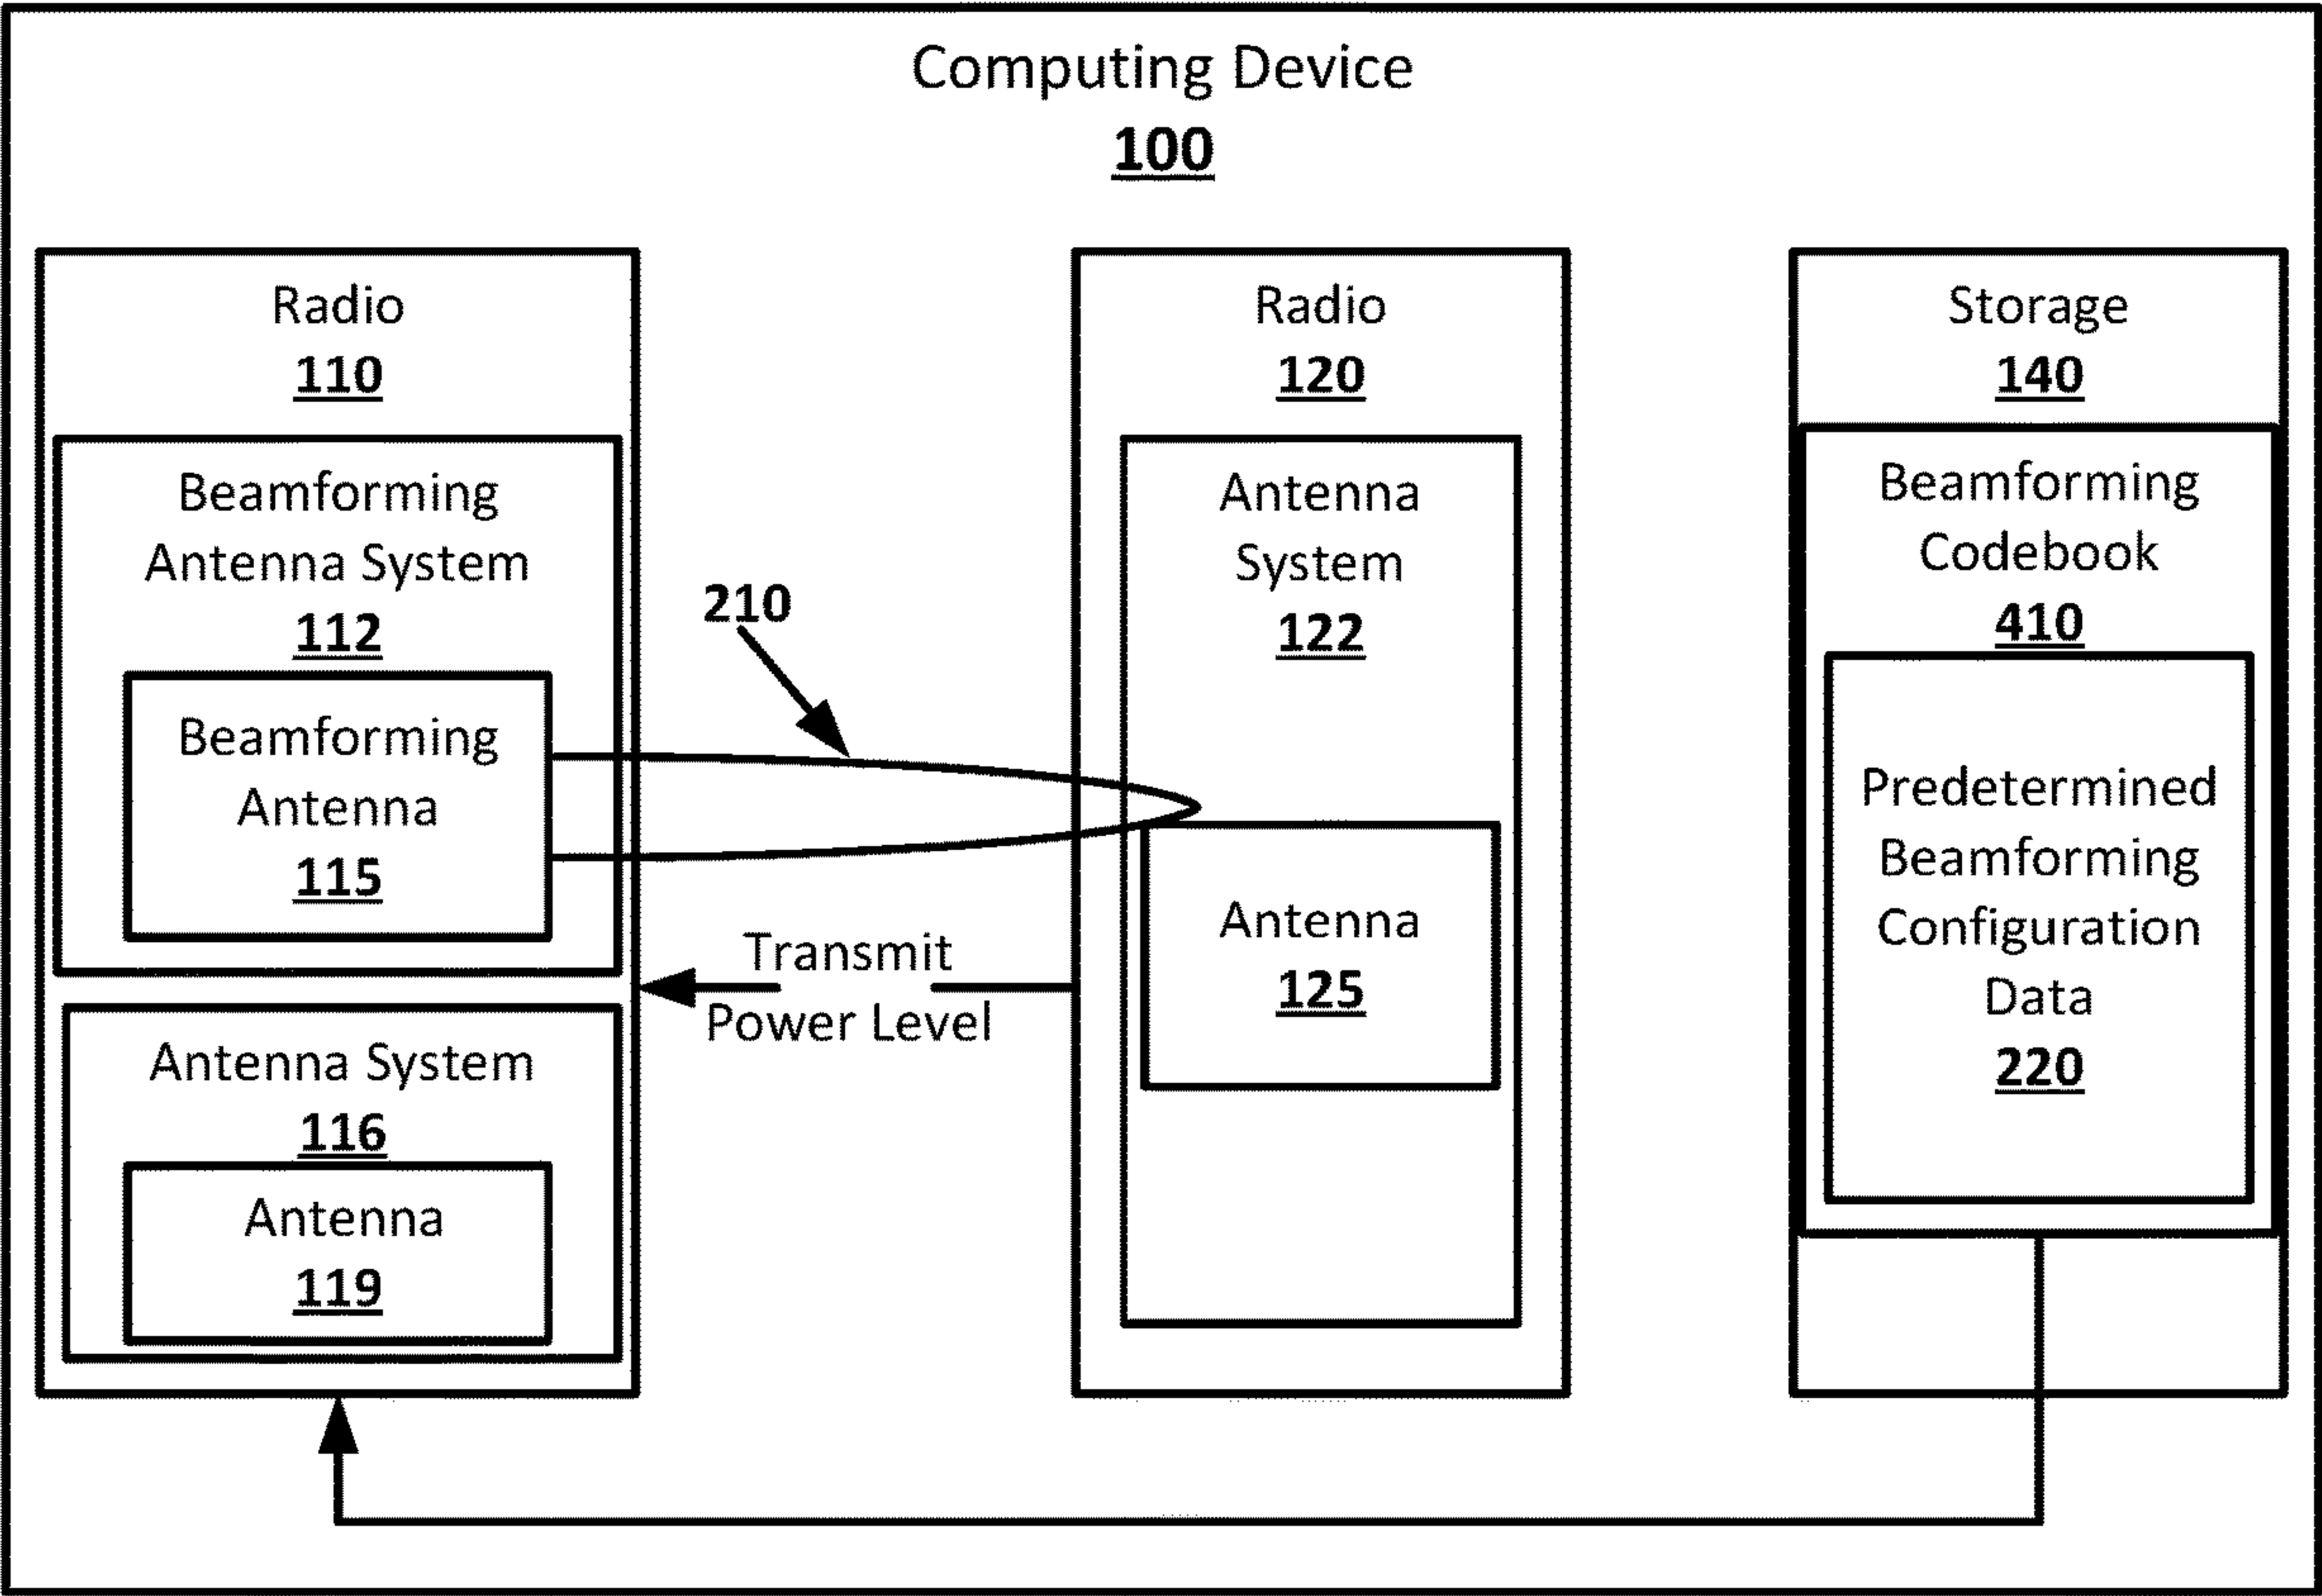 Computing Device
100
Radio
110
Beamforming
Antenna System
112
Beamforming
Antenna
115
Antenna System
116
Antenna
119
210
Transmit
Power Level
Radio
120
Antenna
System
122
Antenna
125
Storage
140
Beamforming
Codebook
410
Predetermined
Beamforming
Configuration
Data
220